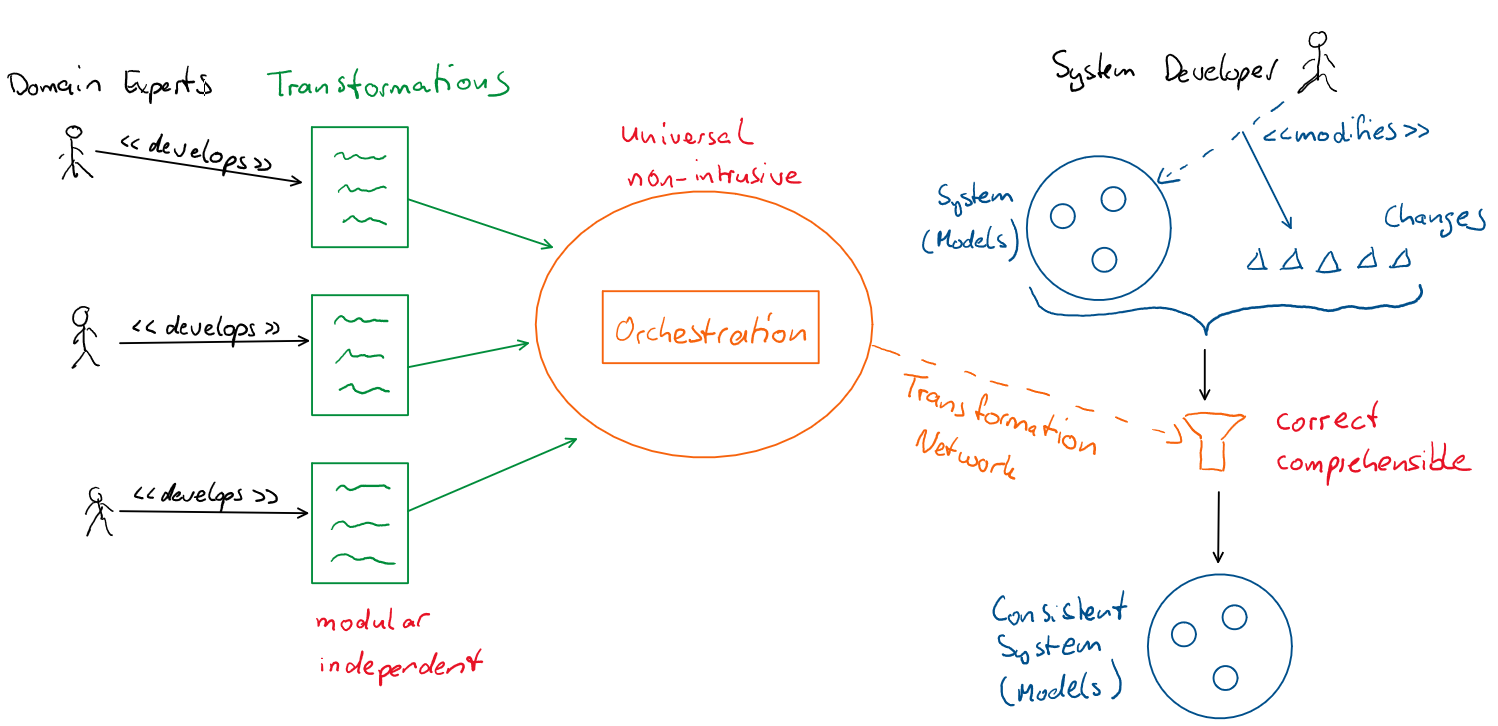 Domain Experts
Transformations
<< develops >>
<< develops >>
<< develops >>
modular
independent
universal
non-intrusive
Orchestration
Transformation
Network
System Developer
<<modifies>>
System
(Models)
Changes
correct
comprehensible
Consistent
System
(Models)